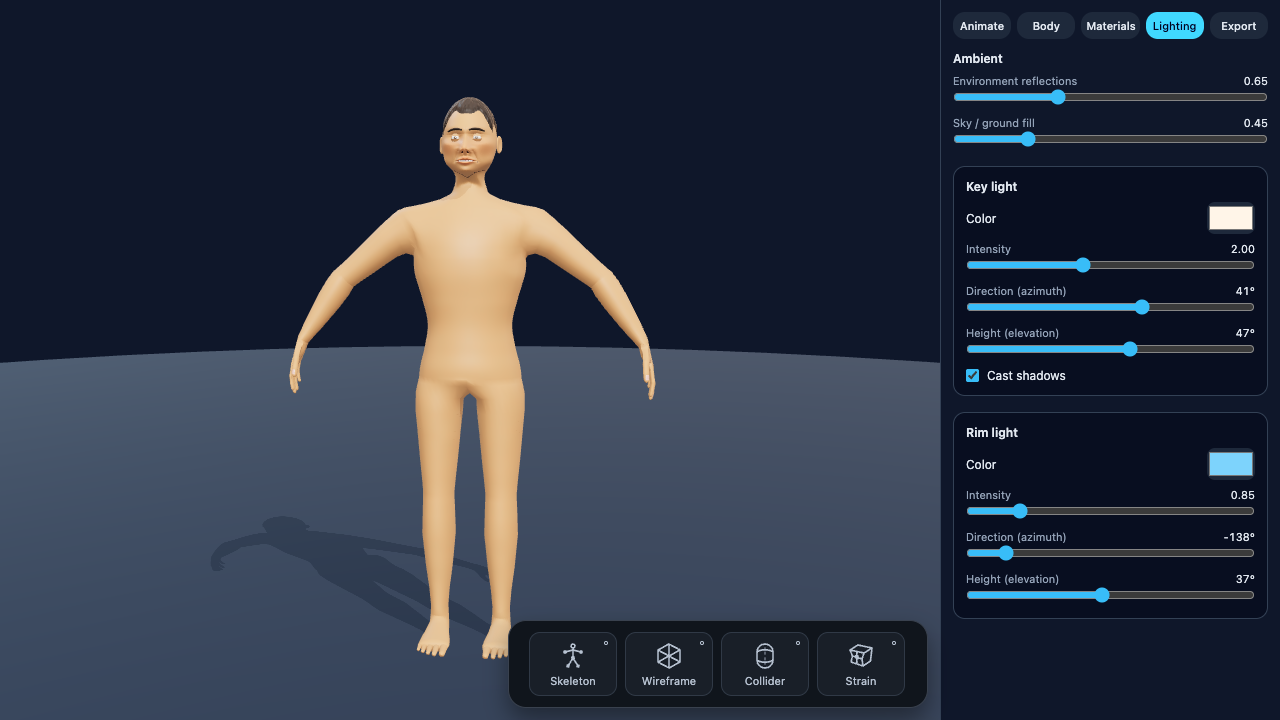 Animate Body Materials Lighting Export
Ambient
Environment reflections 0.65
Sky / ground fill 0.45
Key light
Color
Intensity 2.00
Direction (azimuth) 41°
Height (elevation) 47°
Cast shadows
Rim light
Color
Intensity 0.85
Direction (azimuth) -138°
Height (elevation) 37°
Skeleton Wireframe Collider Strain